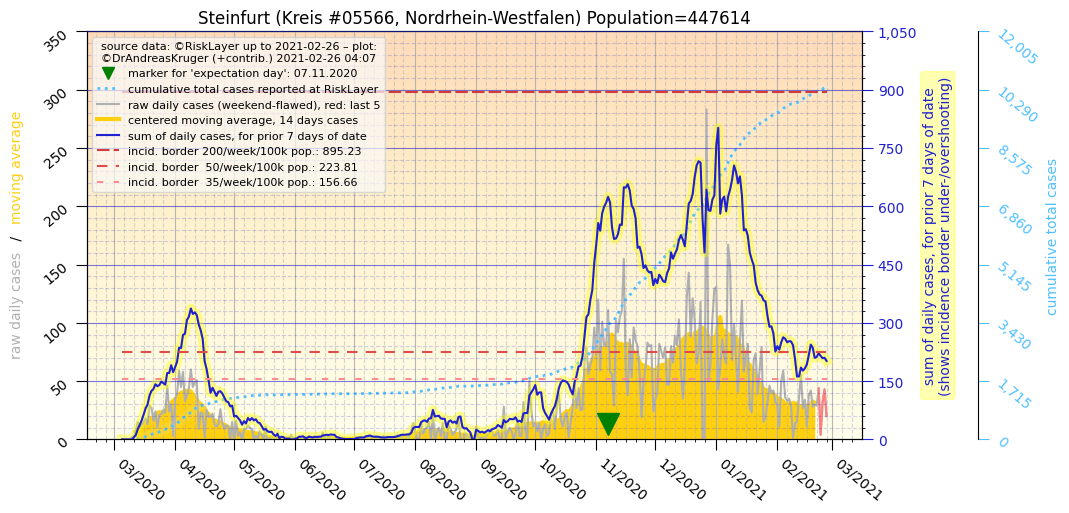 Steinfurt (Kreis #05566, Nordrhein-Westfalen) Population=447614
source data: ©RiskLayer up to 2021-02-26 – plot:
©DrAndreasKruger (+contrib.) 2021-02-26 04:07
marker for 'expectation day': 07.11.2020
cumulative total cases reported at RiskLayer
raw daily cases (weekend-flawed), red: last 5
centered moving average, 14 days cases
sum of daily cases, for prior 7 days of date
incid. border 200/week/100k pop.: 895.23
incid. border  50/week/100k pop.: 223.81
incid. border  35/week/100k pop.: 156.66
raw daily cases  /  moving average
350
300
250
200
150
100
50
0
03/2020
04/2020
05/2020
06/2020
07/2020
08/2020
09/2020
10/2020
11/2020
12/2020
01/2021
02/2021
03/2021
1,050
900
750
600
450
300
150
0
sum of daily cases, for prior 7 days of date
(shows incidence border under-/overshooting)
12,005
10,290
8,575
6,860
5,145
3,430
1,715
0
cumulative total cases